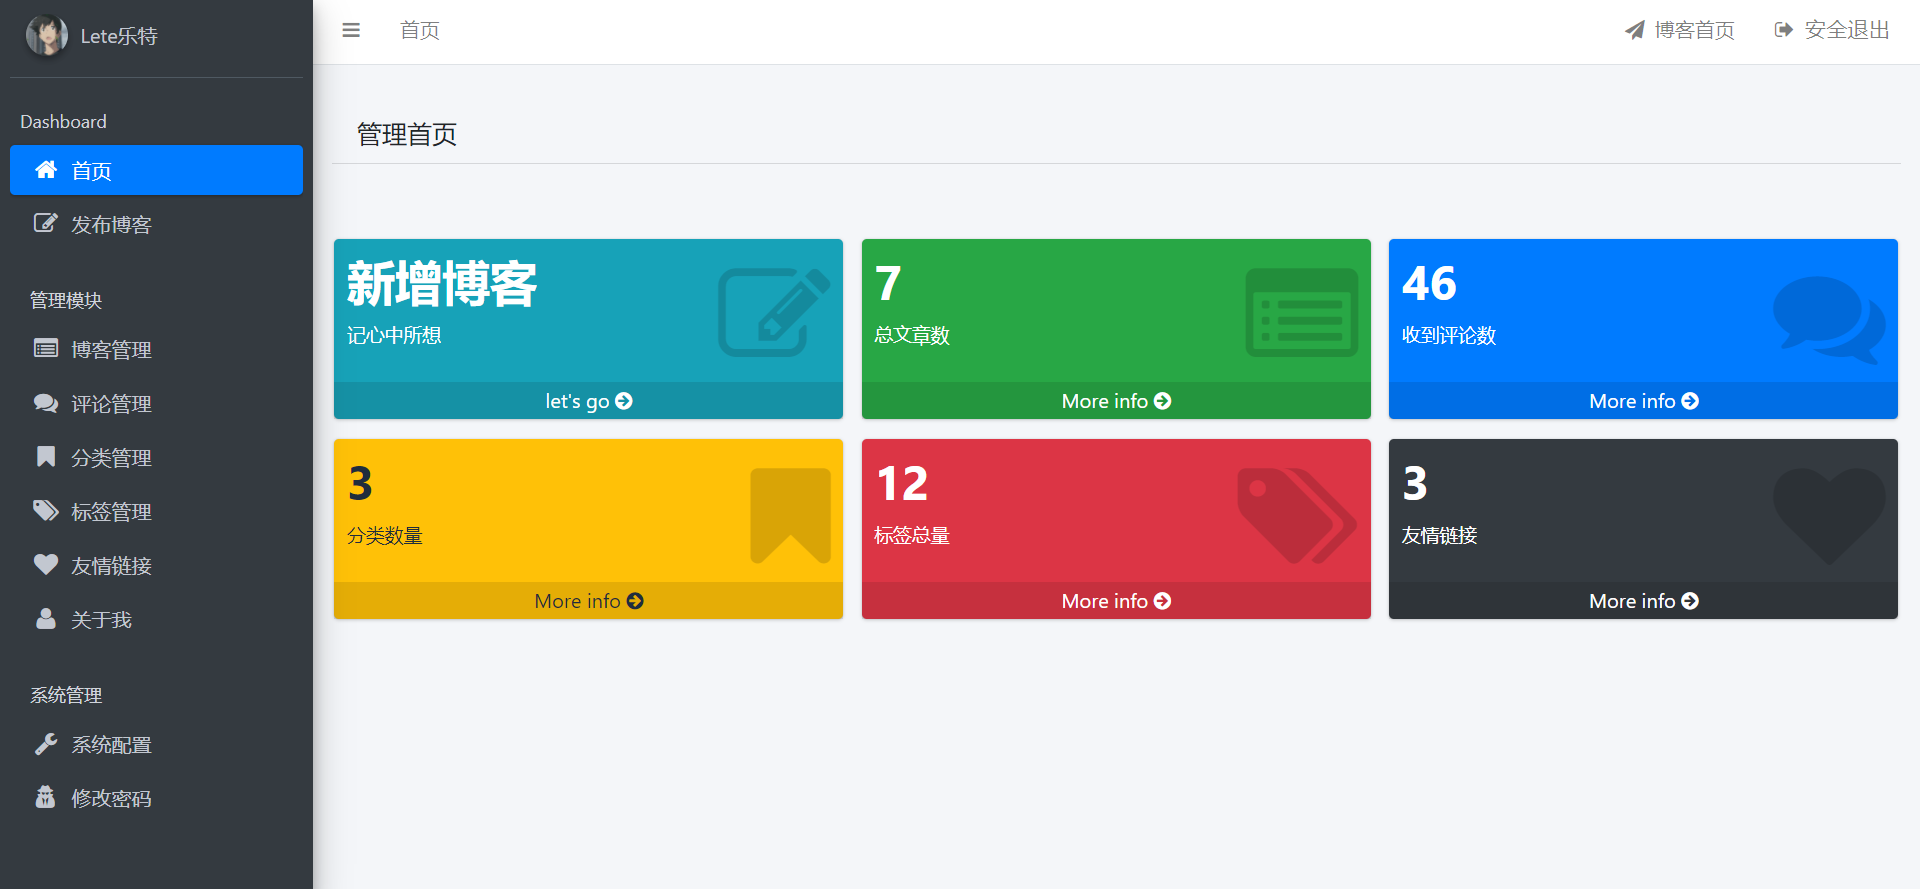 Lete乐特
Dashboard
首页
发布博客
管理模块
博客管理
评论管理
分类管理
标签管理
友情链接
关于我
系统管理
系统配置
修改密码
首页
博客首页
安全退出
管理首页
新增博客
记心中所想
let's go
7
总文章数
More info
46
收到评论数
More info
3
分类数量
More info
12
标签总量
More info
3
友情链接
More info